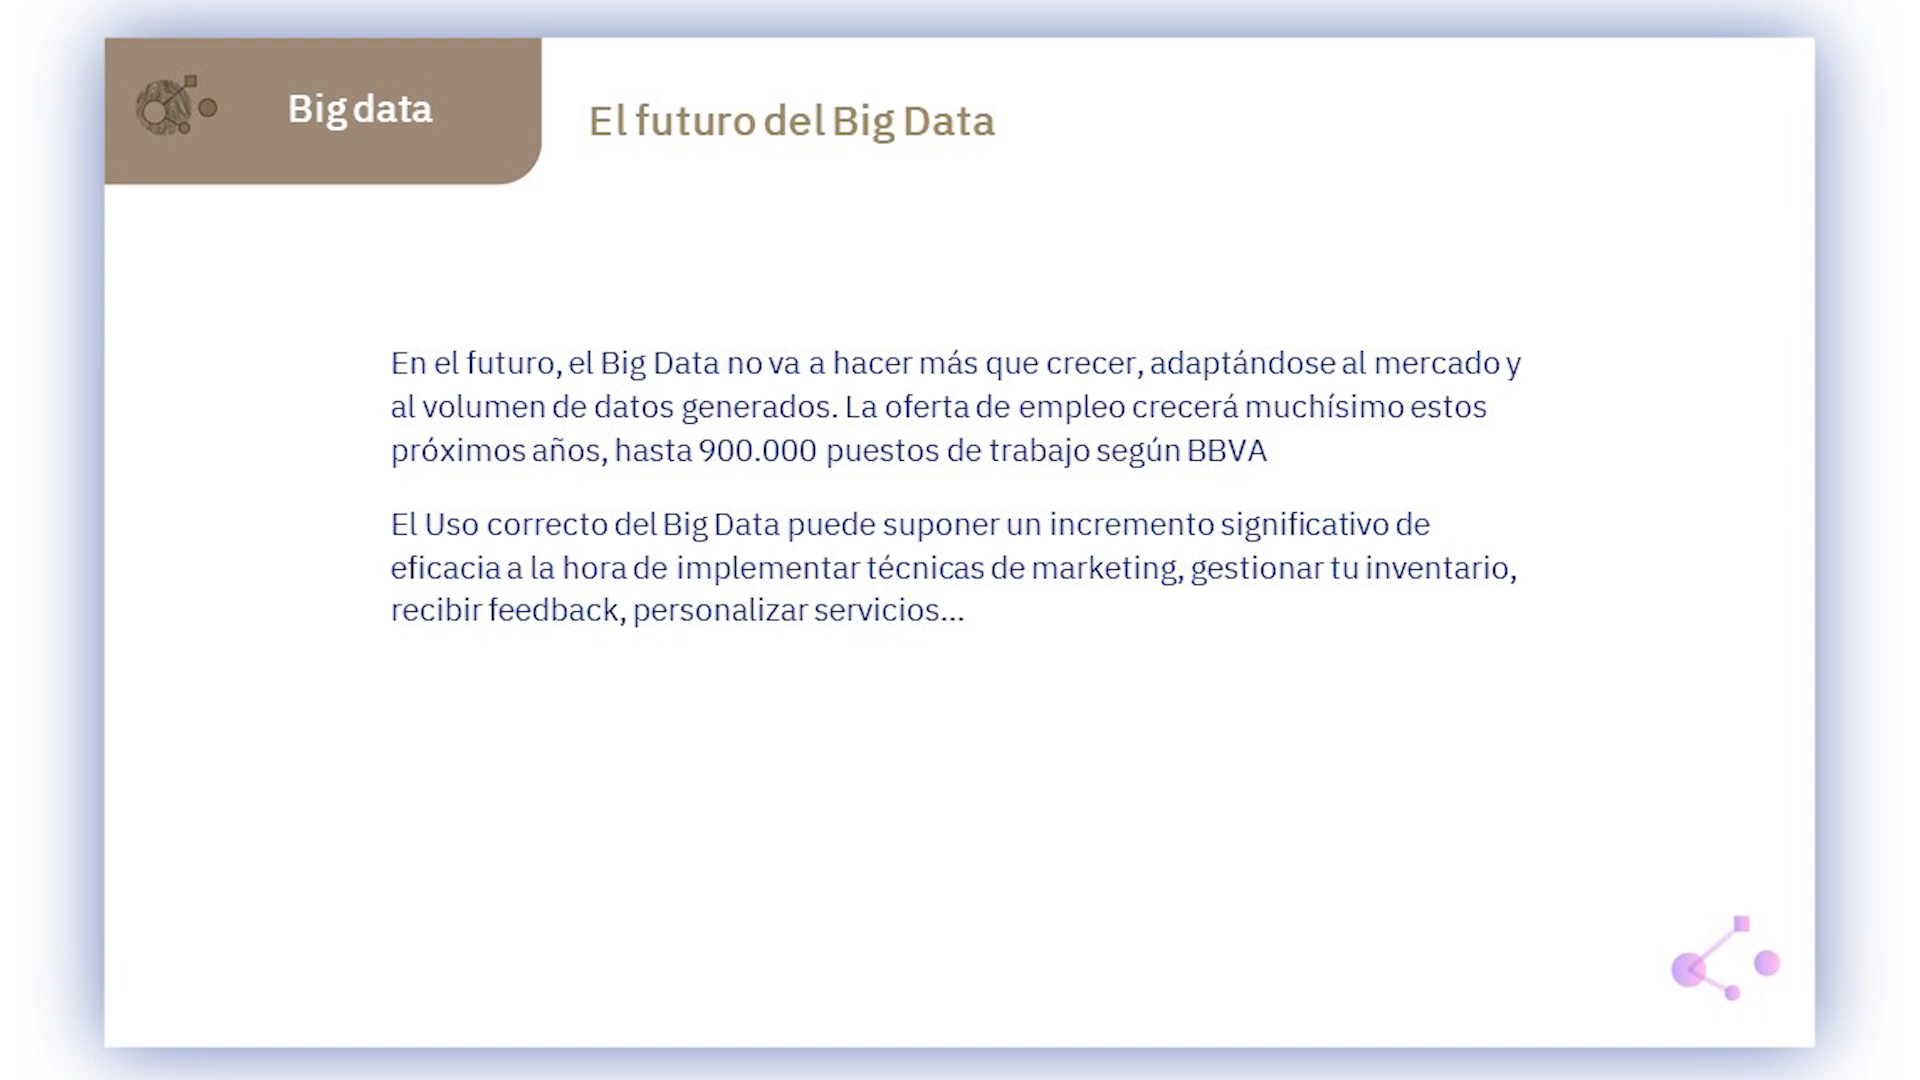 Big data
El futuro del Big Data
En el futuro, el Big Data no va a hacer más que crecer, adaptándose al mercado y
al volumen de datos generados. La oferta de empleo crecerá muchísimo estos
próximos años, hasta 900.000 puestos de trabajo según BBVA
El Uso correcto del Big Data puede suponer un incremento significativo de
eficacia a la hora de implementar técnicas de marketing, gestionar tu inventario,
recibir feedback, personalizar servicios...